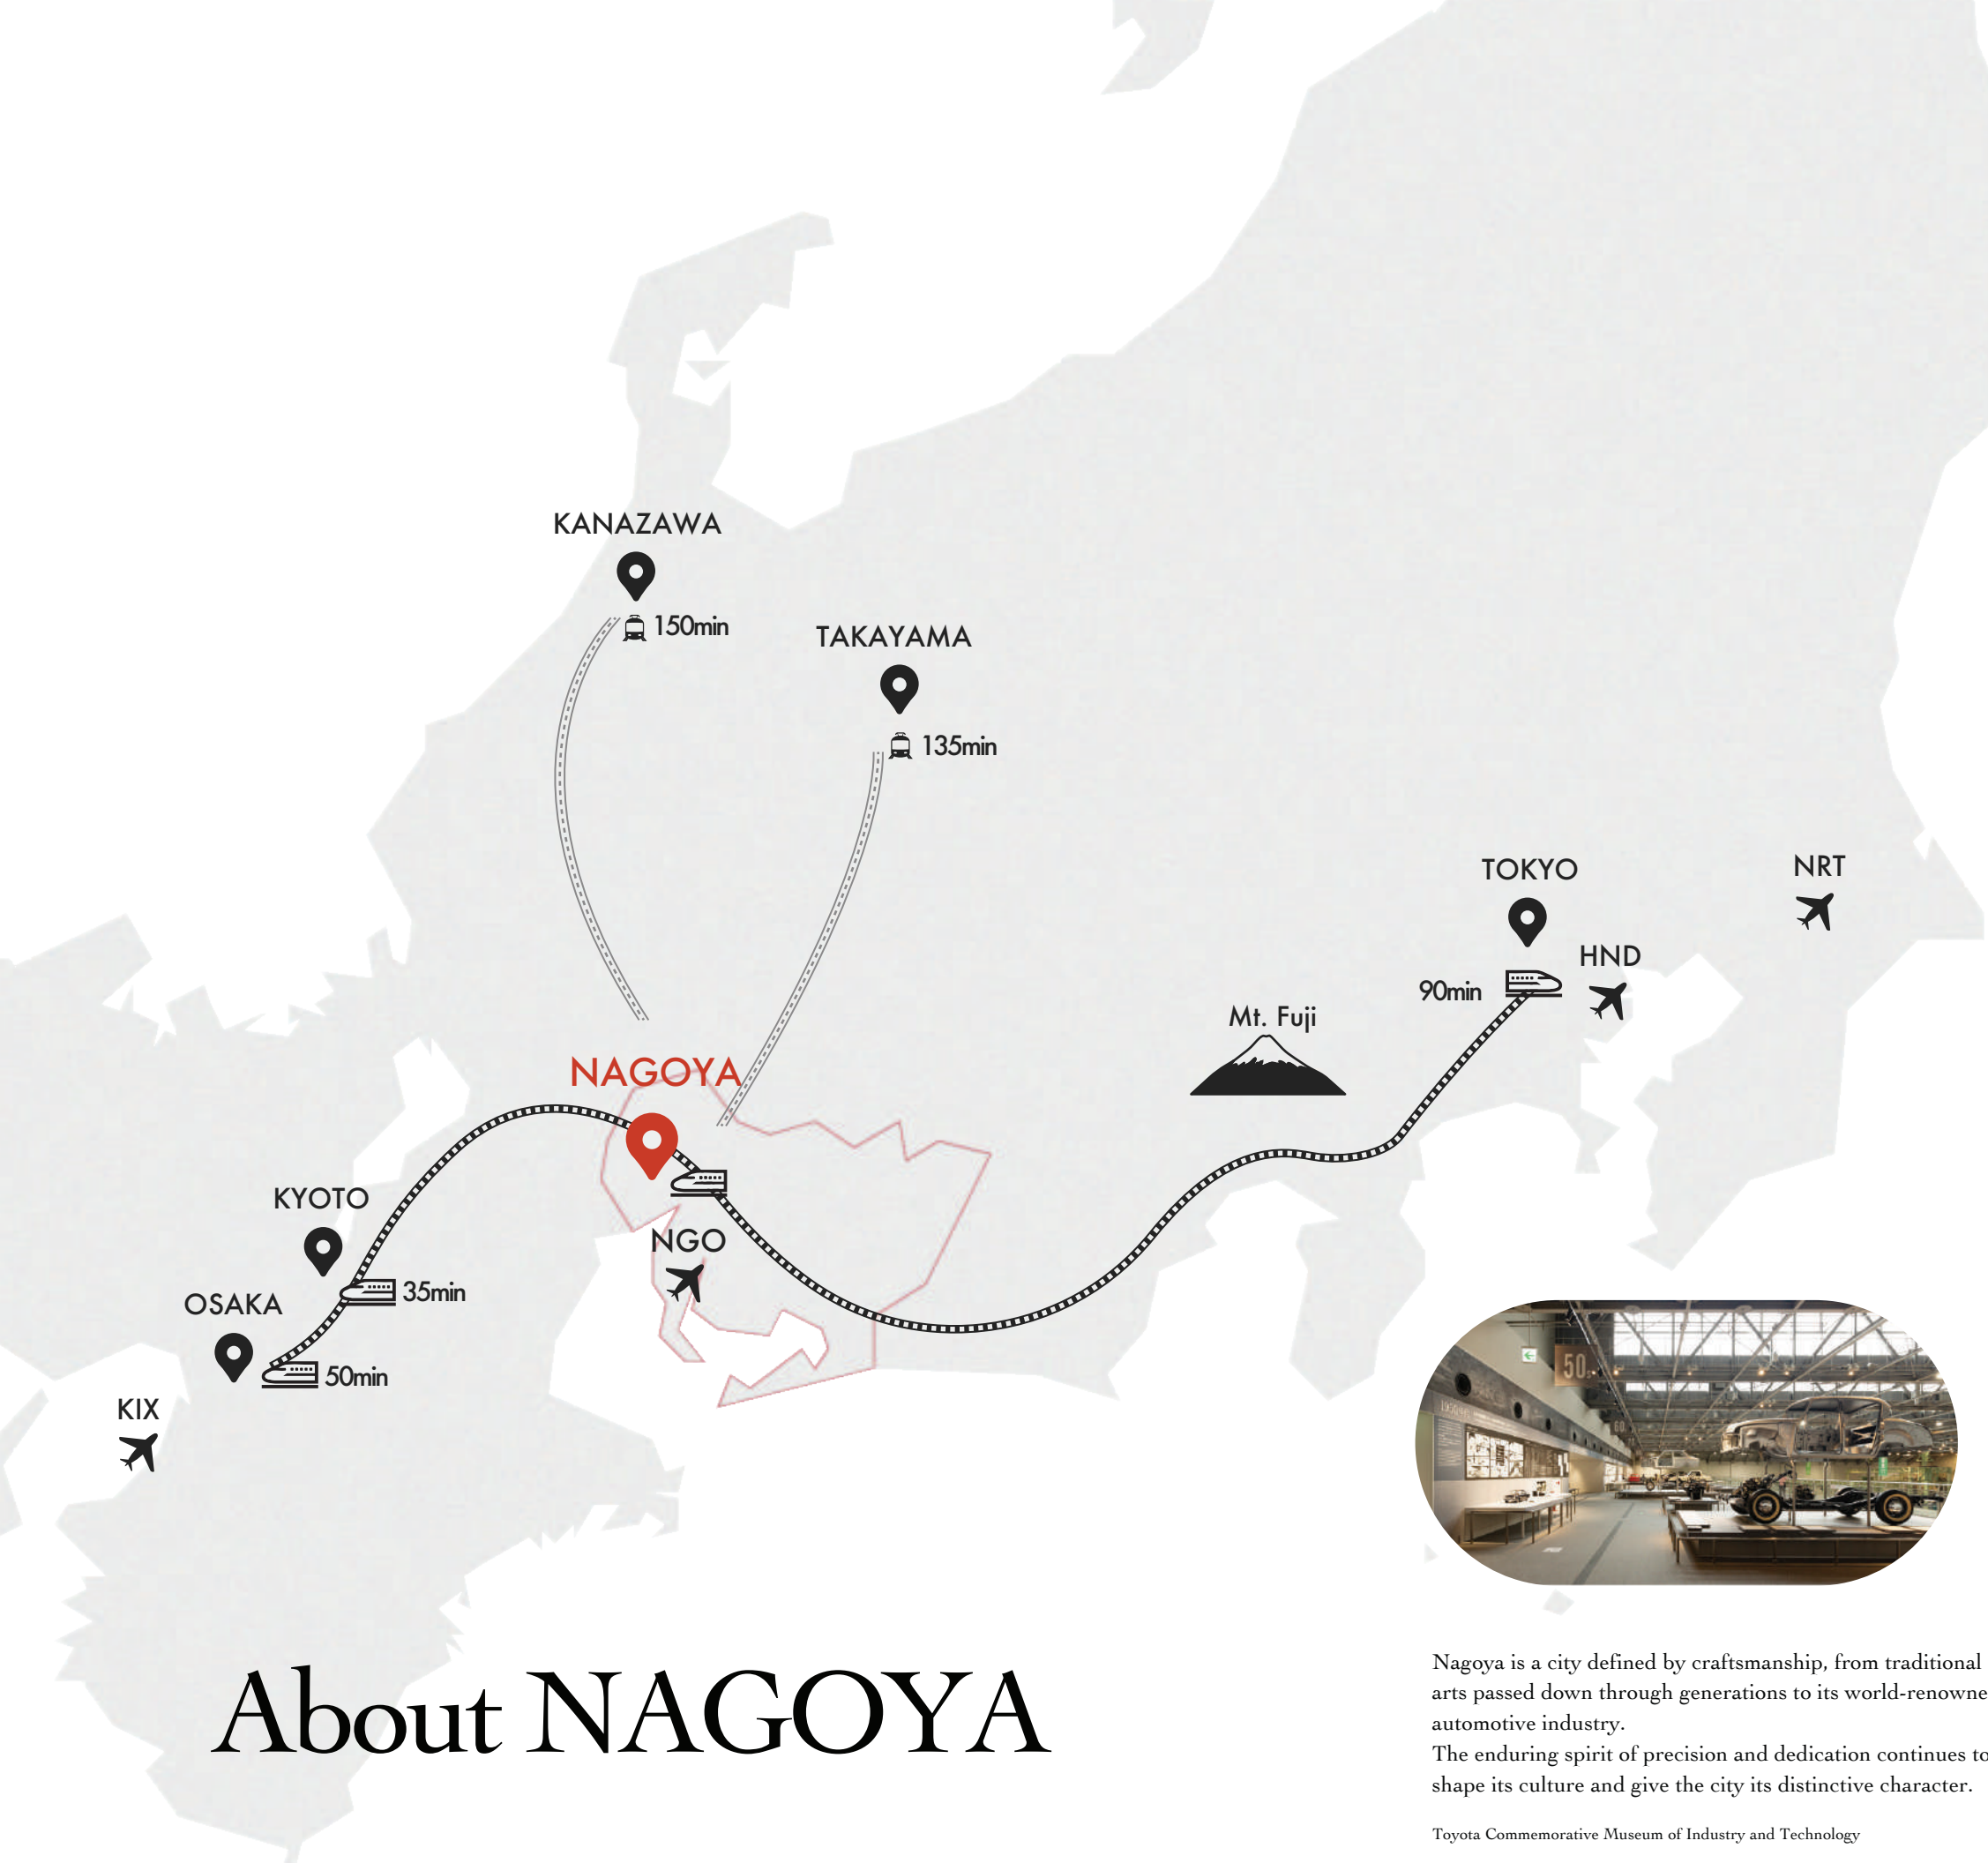 KANAZAWA
150min
TAKAYAMA
135min
TOKYO
NRT
HND
90min
Mt. Fuji
NAGOYA
KYOTO
NGO
35min
OSAKA
50min
KIX
50
60
About NAGOYA
Nagoya is a city defined by craftsmanship, from traditional
arts passed down through generations to its world-renowne
automotive industry.
The enduring spirit of precision and dedication continues to
shape its culture and give the city its distinctive character.
Toyota Commemorative Museum of Industry and Technology